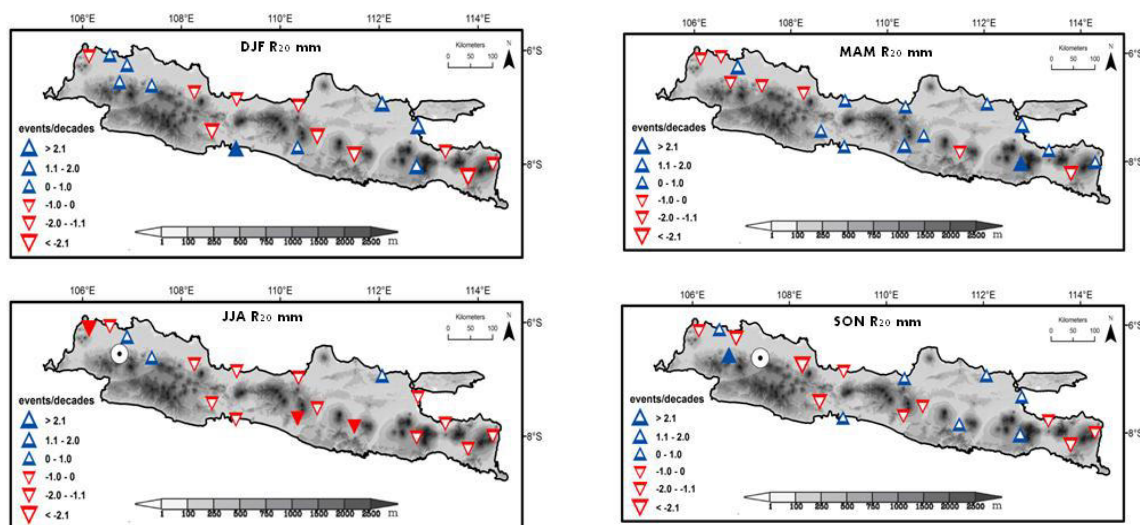 106°E 108°E 110°E 112°E 114°E
DJF R20 mm
Kilometers
0 50 100
N
6°S
8°S
events/decades
> 2.1
1.1 - 2.0
0 - 1.0
-1.0 - 0
-2.0 - -1.1
< -2.1
1 100 250 500 750 1000 1500 2000 2500 m
106°E 108°E 110°E 112°E 114°E
MAM R20 mm
Kilometers
0 50 100
N
6°S
8°S
events/decades
> 2.1
1.1 - 2.0
0 - 1.0
-1.0 - 0
-2.0 - -1.1
< -2.1
1 100 250 500 750 1000 1500 2000 2500 m
106°E 108°E 110°E 112°E 114°E
JJA R20 mm
Kilometers
0 50 100
N
6°S
8°S
events/decades
> 2.1
1.1 - 2.0
0 - 1.0
-1.0 - 0
-2.0 - -1.1
< -2.1
1 100 250 500 750 1000 1500 2000 2500 m
106°E 108°E 110°E 112°E 114°E
SON R20 mm
Kilometers
0 50 100
N
6°S
8°S
events/decades
> 2.1
1.1 - 2.0
0 - 1.0
-1.0 - 0
-2.0 - -1.1
< -2.1
1 100 250 500 750 1000 1500 2000 2500 m